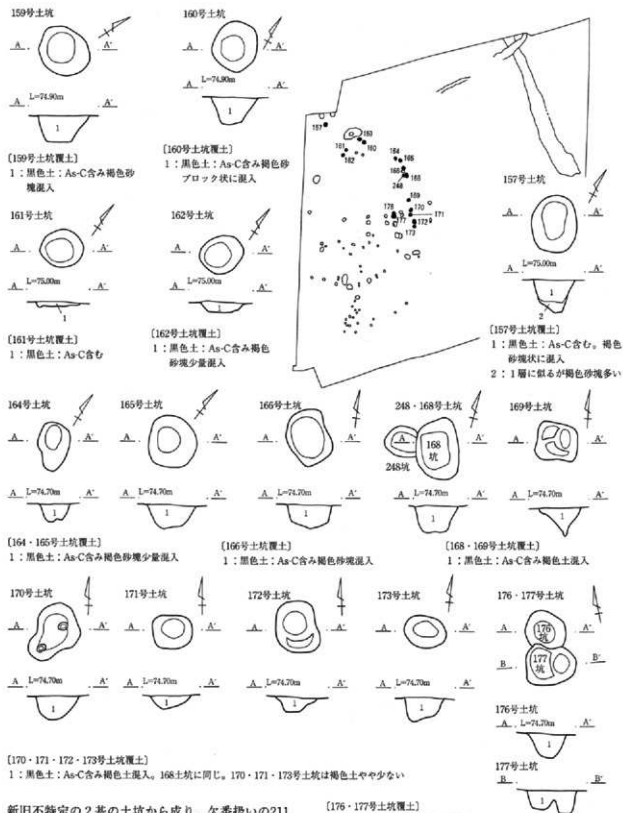 159号土坑
A A'
A L=74.90m A'
1
[159号土坑覆土]
1:黒色土:As-C含み褐色砂
塊混入
160号土坑
A A'
A L=74.90m A'
1
[160号土坑覆土]
1:黒色土:As-C含み褐色砂
ブロック状に混入
157
163
160
161
162
164
166
168
165
248
169
170
171
176
177
172
173
157号土坑
A A'
A L=75.00m A'
1
2
[157号土坑覆土]
1:黒色土:As-C含む。褐色
砂塊状に混入
2:1層に似るが褐色砂塊多い
161号土坑
A A'
A L=75.00m A'
1
[161号土坑覆土]
1:黒色土:As-C含む
162号土坑
A A'
A L=75.00m A'
1
[162号土坑覆土]
1:黒色土:As-C含み褐色
砂塊少量混入
164号土坑
A A'
A L=74.70m A'
1
165号土坑
A A'
A L=74.70m A'
1
[164・165号土坑覆土]
1:黒色土:As-C含み褐色砂塊少量混入
166号土坑
A A'
A L=74.70m A'
1
[166号土坑覆土]
1:黒色土:As-C含み褐色砂塊混入
248・168号土坑
A 168 A'
坑
248坑
A L=74.70m A'
1
169号土坑
A A'
A L=74.70m A'
1
[168・169号土坑覆土]
1:黒色土:As-C含み褐色土混入
170号土坑
A A'
A L=74.70m A'
1
171号土坑
A A'
A L=74.70m A'
1
172号土坑
A A'
A L=74.70m A'
1
173号土坑
A A'
A L=74.70m A'
1
[170・171・172・173号土坑覆土]
1:黒色土:As-C含み褐色土混入。168土坑に同じ。170・171・173号土坑は褐色土やや少ない
176・177号土坑
A 176 A'
坑
B 177 B'
坑
176号土坑
A L=74.70m A'
1
177号土坑
B B'
1
新旧不特定の2基の土坑から成り、欠番扱いの211
[176・177号土坑覆土]